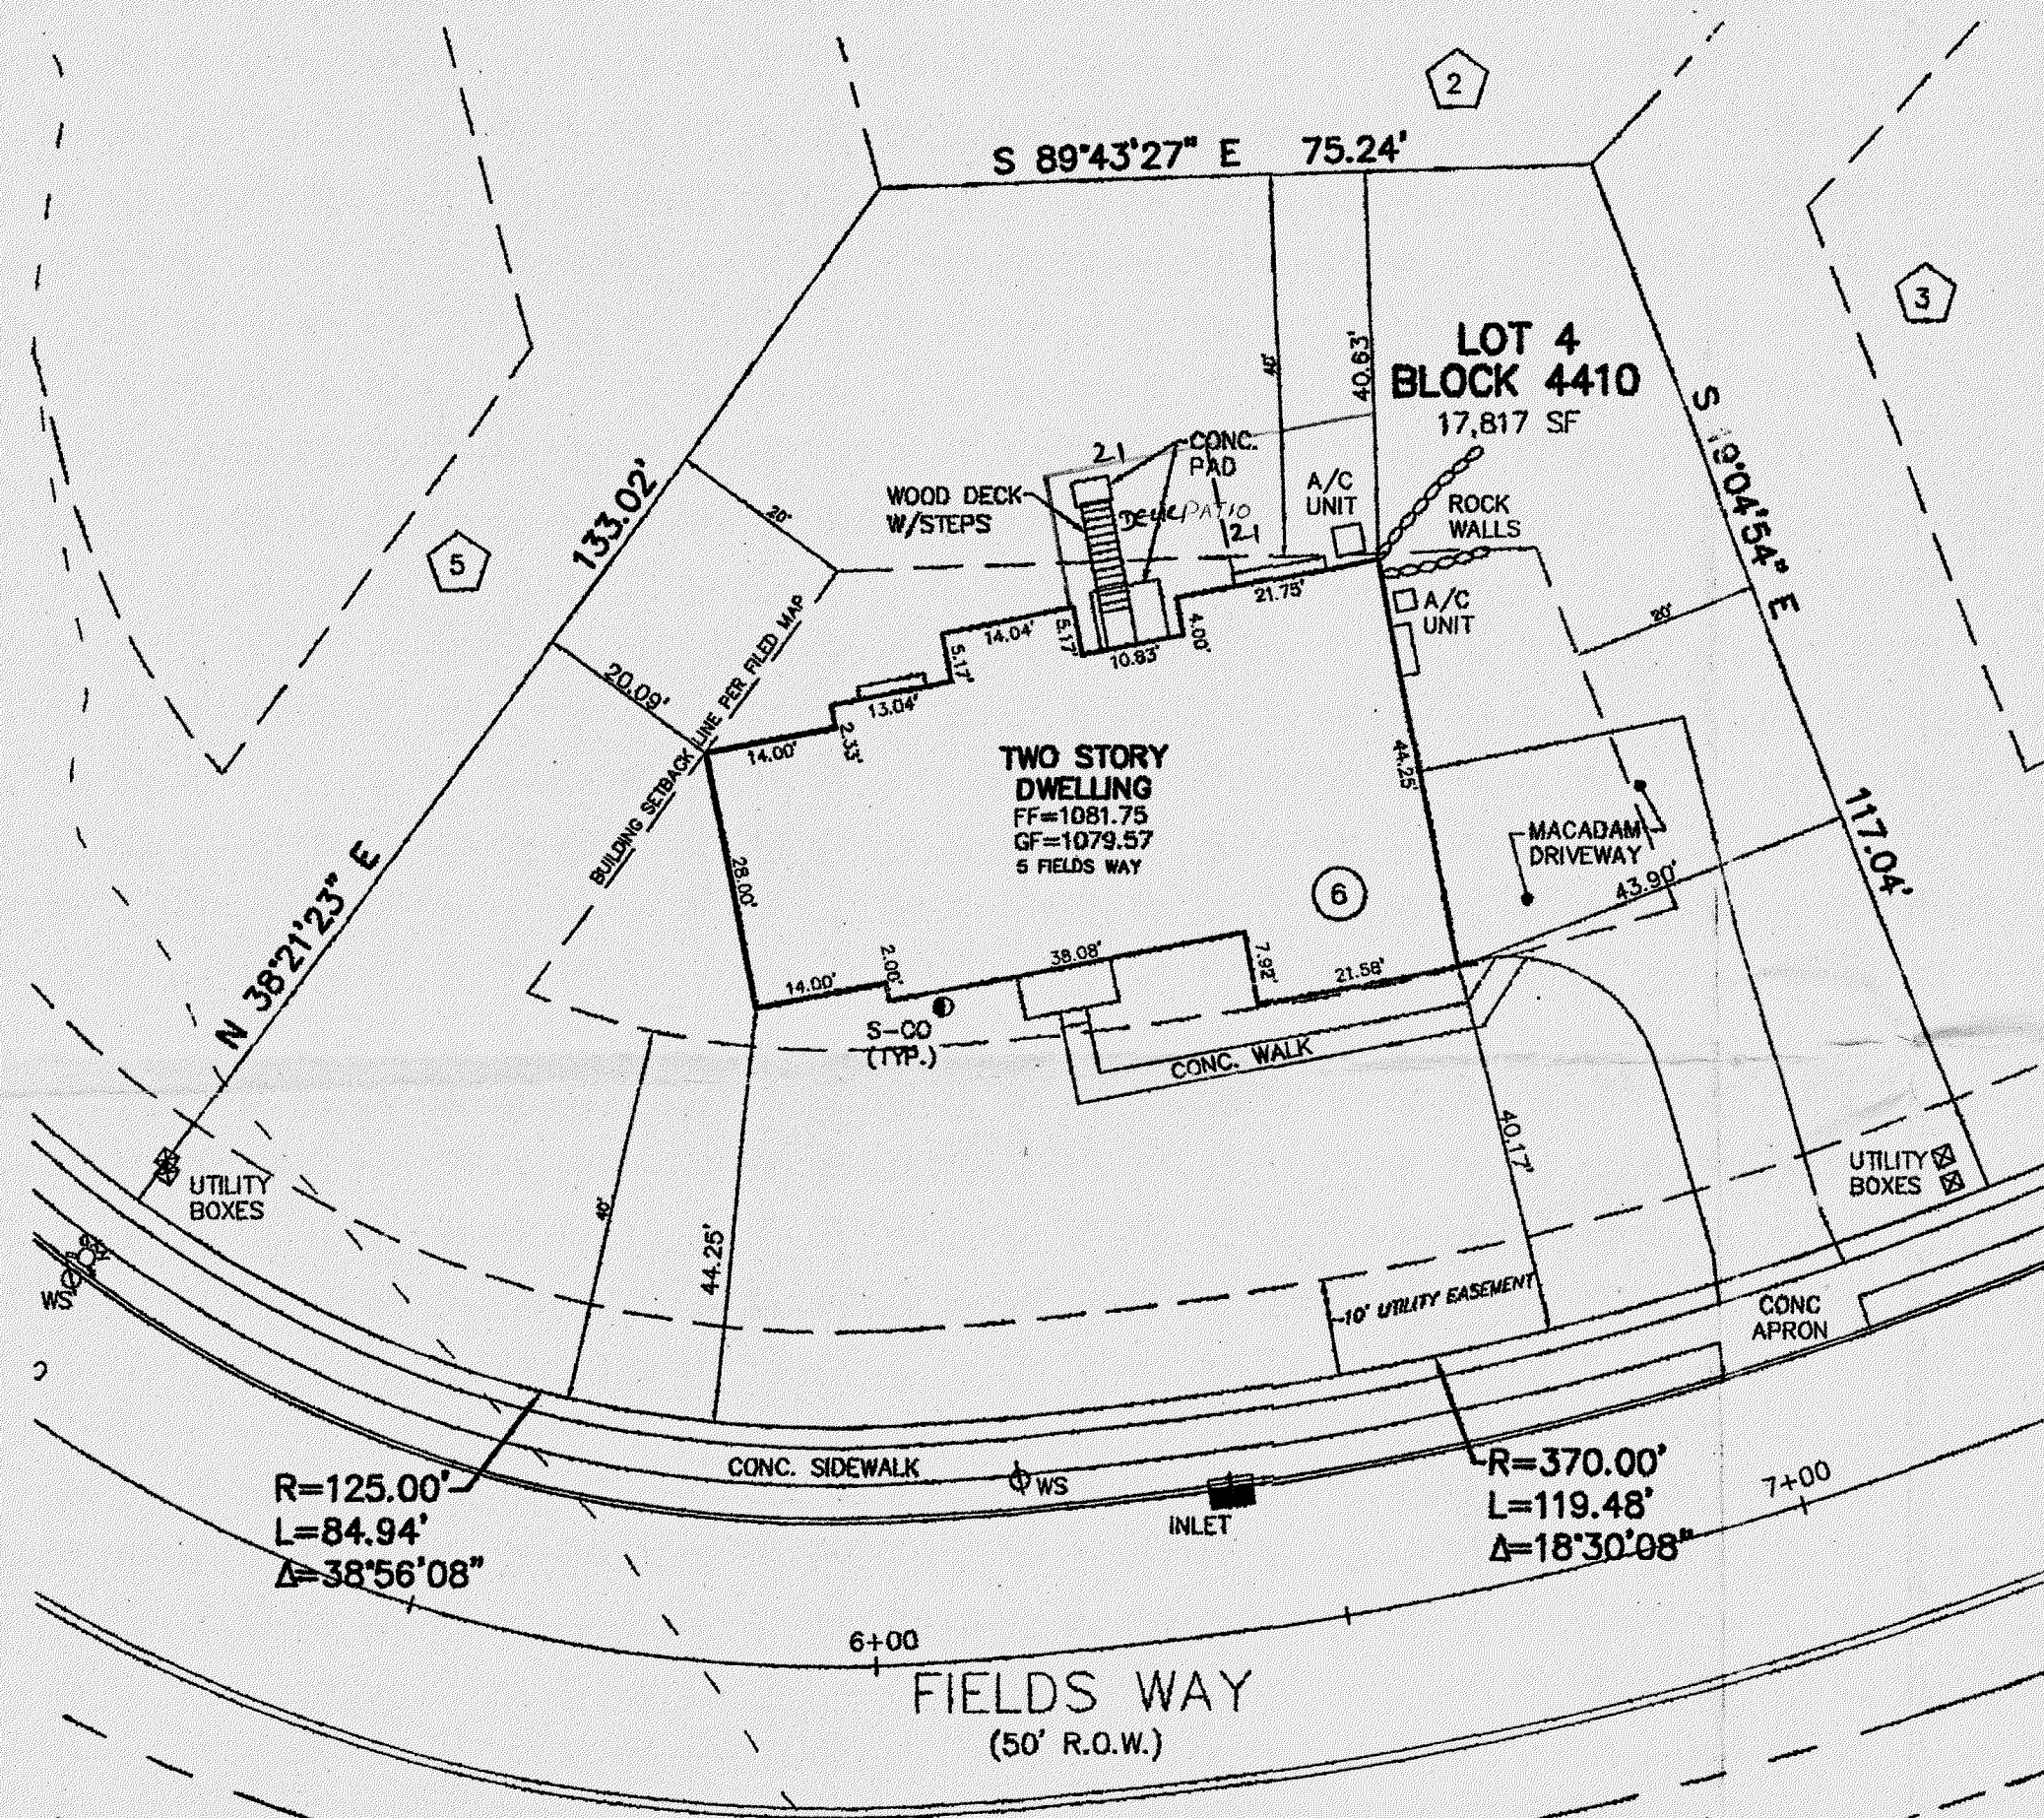 2
S 89°43'27" E 75.24'
3
LOT 4
BLOCK 4410
17,817 SF
40'
40.63'
S 19°04'54" E
117.04'
21
CONC.
PAD
WOOD DECK
W/STEPS
PATIO
21
A/C
UNIT
ROCK
WALLS
A/C
UNIT
20'
133.02'
5
20'
20.09'
N 38°21'23" E
BUILDING SETBACK LINE PER FILED MAP
14.00'
2.33'
13.04'
5.17'
14.04'
5.17'
10.83'
4.00'
21.75'
44.25'
TWO STORY
DWELLING
FF=1081.75
GF=1079.57
5 FIELDS WAY
6
MACADAM
DRIVEWAY
43.90'
28.00'
14.00'
2.00'
38.08'
7.92'
21.58'
S-CO
(TYP.)
CONC. WALK
40'
44.25'
40.17'
UTILITY
BOXES
UTILITY
BOXES
WS
10' UTILITY EASEMENT
CONC
APRON
CONC. SIDEWALK
WS
INLET
R=125.00'
L=84.94'
Δ=38°56'08"
R=370.00'
L=119.48'
Δ=18°30'08"
7+00
6+00
FIELDS WAY
(50' R.O.W.)